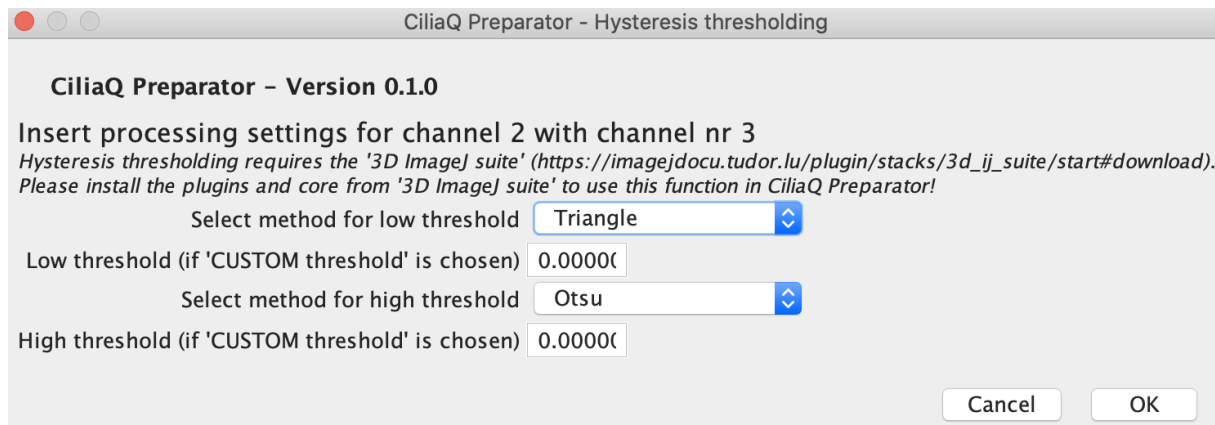 CiliaQ Preparator - Hysteresis thresholding
CiliaQ Preparator – Version 0.1.0
Insert processing settings for channel 2 with channel nr 3
Hysteresis thresholding requires the '3D ImageJ suite' (https://imagejdocu.tudor.lu/plugin/stacks/3d_ij_suite/start#download).
Please install the plugins and core from '3D ImageJ suite' to use this function in CiliaQ Preparator!
Select method for low threshold Triangle
Low threshold (if 'CUSTOM threshold' is chosen) 0.0000
Select method for high threshold Otsu
High threshold (if 'CUSTOM threshold' is chosen) 0.0000
Cancel OK